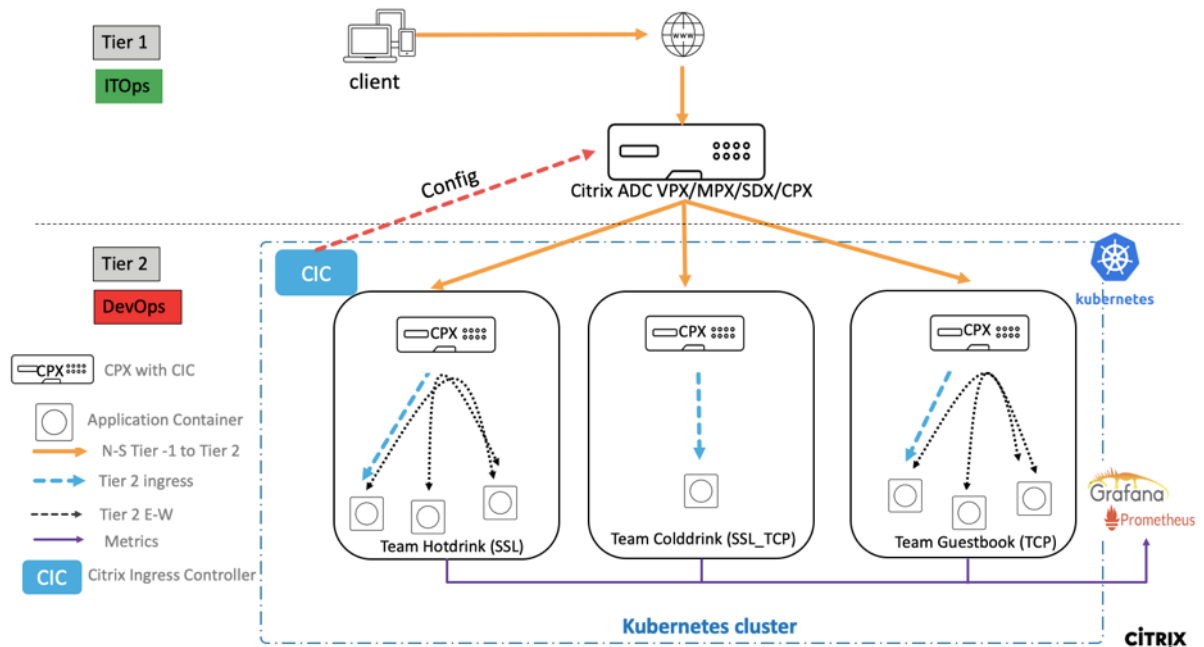 Tier 1
ITOps
client
WWW
Config
Citrix ADC VPX/MPX/SDX/CPX
Tier 2
DevOps
CIC
kubernetes
CPX
CPX
CPX
CPX
CPX with CIC
Application Container
N-S Tier -1 to Tier 2
Tier 2 ingress
Tier 2 E-W
Metrics
CIC
Citrix Ingress Controller
Team Hotdrink (SSL)
Team Colddrink (SSL_TCP)
Team Guestbook (TCP)
Grafana
Prometheus
Kubernetes cluster
CİTRIX